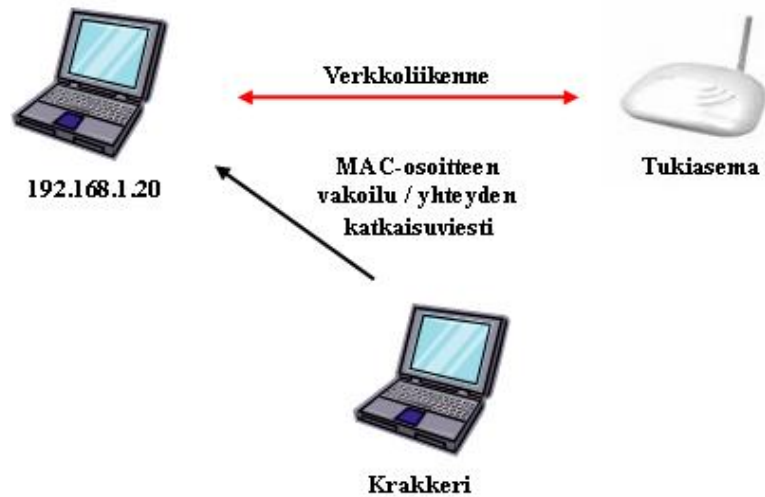 Verkkoliikenne
192.168.1.20
Tukiasema
MAC-osoitteen
vakoilu / yhteyden
katkaisuviesti
Krakkeri